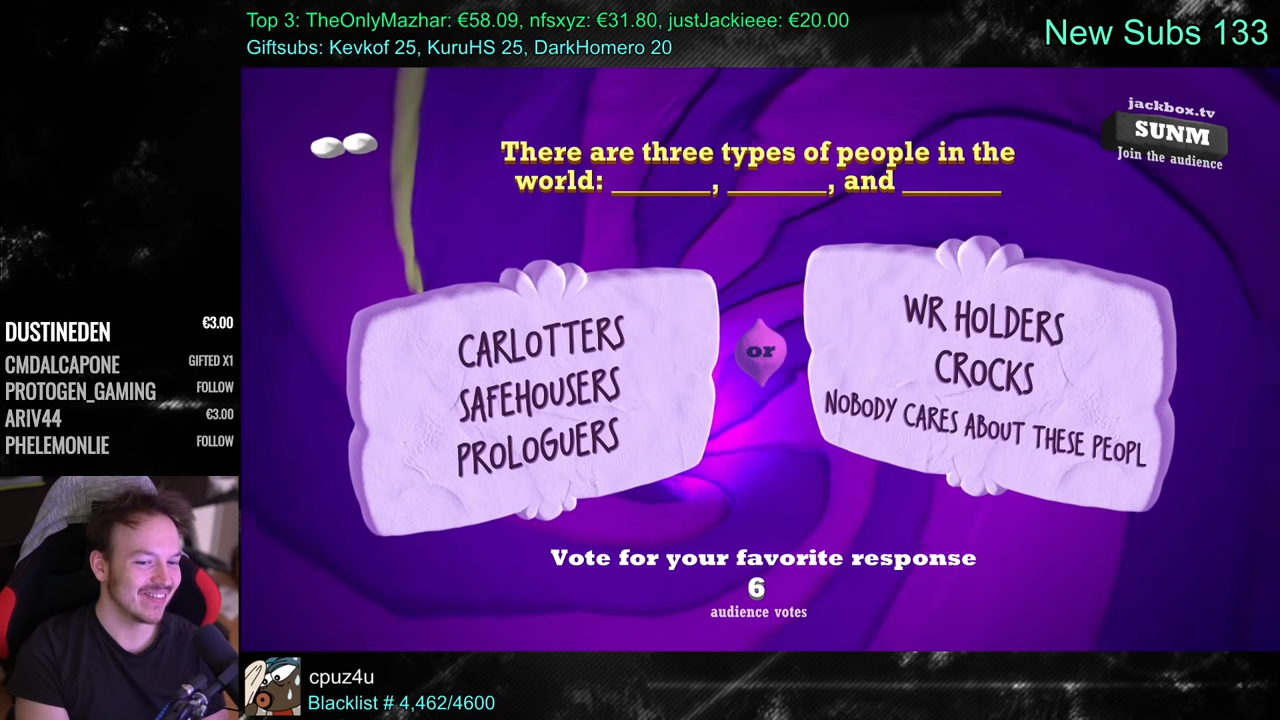 Top 3: TheOnlyMazhar: €58.09, nfsxyz: €31.80, justJackieee: €20.00
Giftsubs: Kevkof 25, KuruHS 25, DarkHomero 20
New Subs 133
jackbox.tv
SUNM
Join the audience
There are three types of people in the
world: _______, _______, and _______
CARLOTTERS
SAFEHOUSERS
PROLOGUERS
or
WR HOLDERS
CROCKS
NOBODY CARES ABOUT THESE PEOPL
DUSTINEDEN €3.00
CMDALCAPONE GIFTED X1
PROTOGEN_GAMING FOLLOW
ARIV44 €3.00
PHELEMONLIE FOLLOW
Vote for your favorite response
6
audience votes
cpuz4u
Blacklist # 4,462/4600